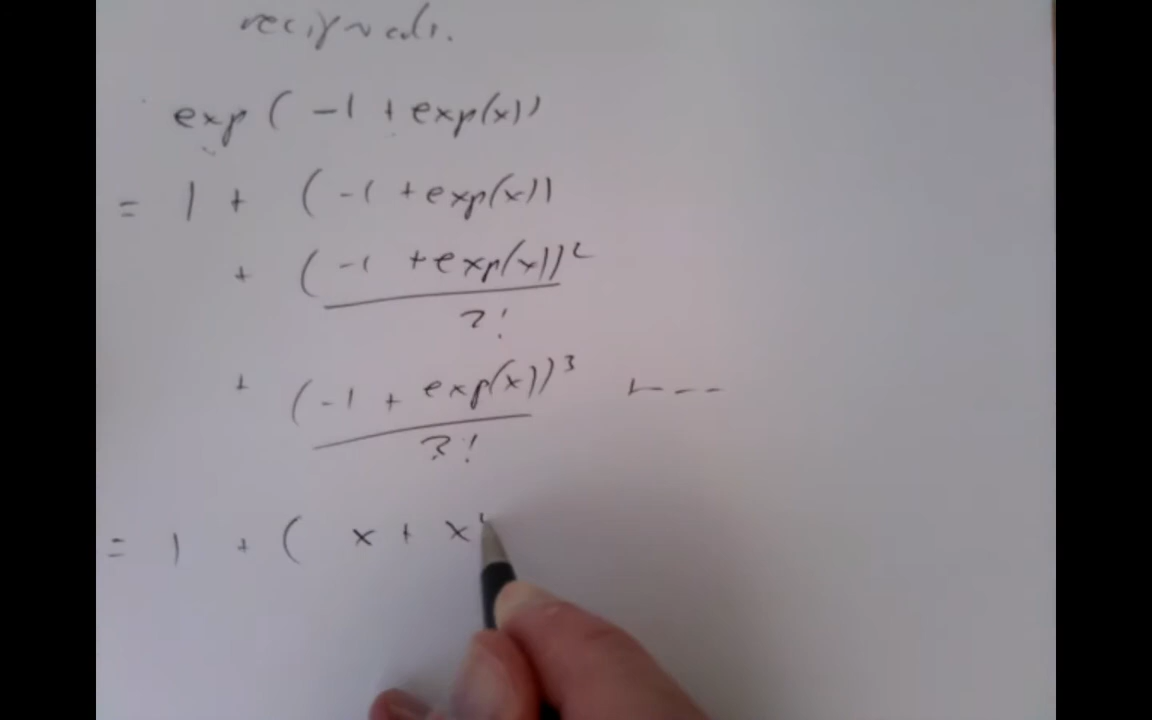 reciprocals.
exp ( -1 + exp(x))
= 1 + ( -1 + exp(x))
+ ( -1 + exp(x))²
2!
+ ( -1 + exp(x))³ + ---
3!
= 1 + ( x + x